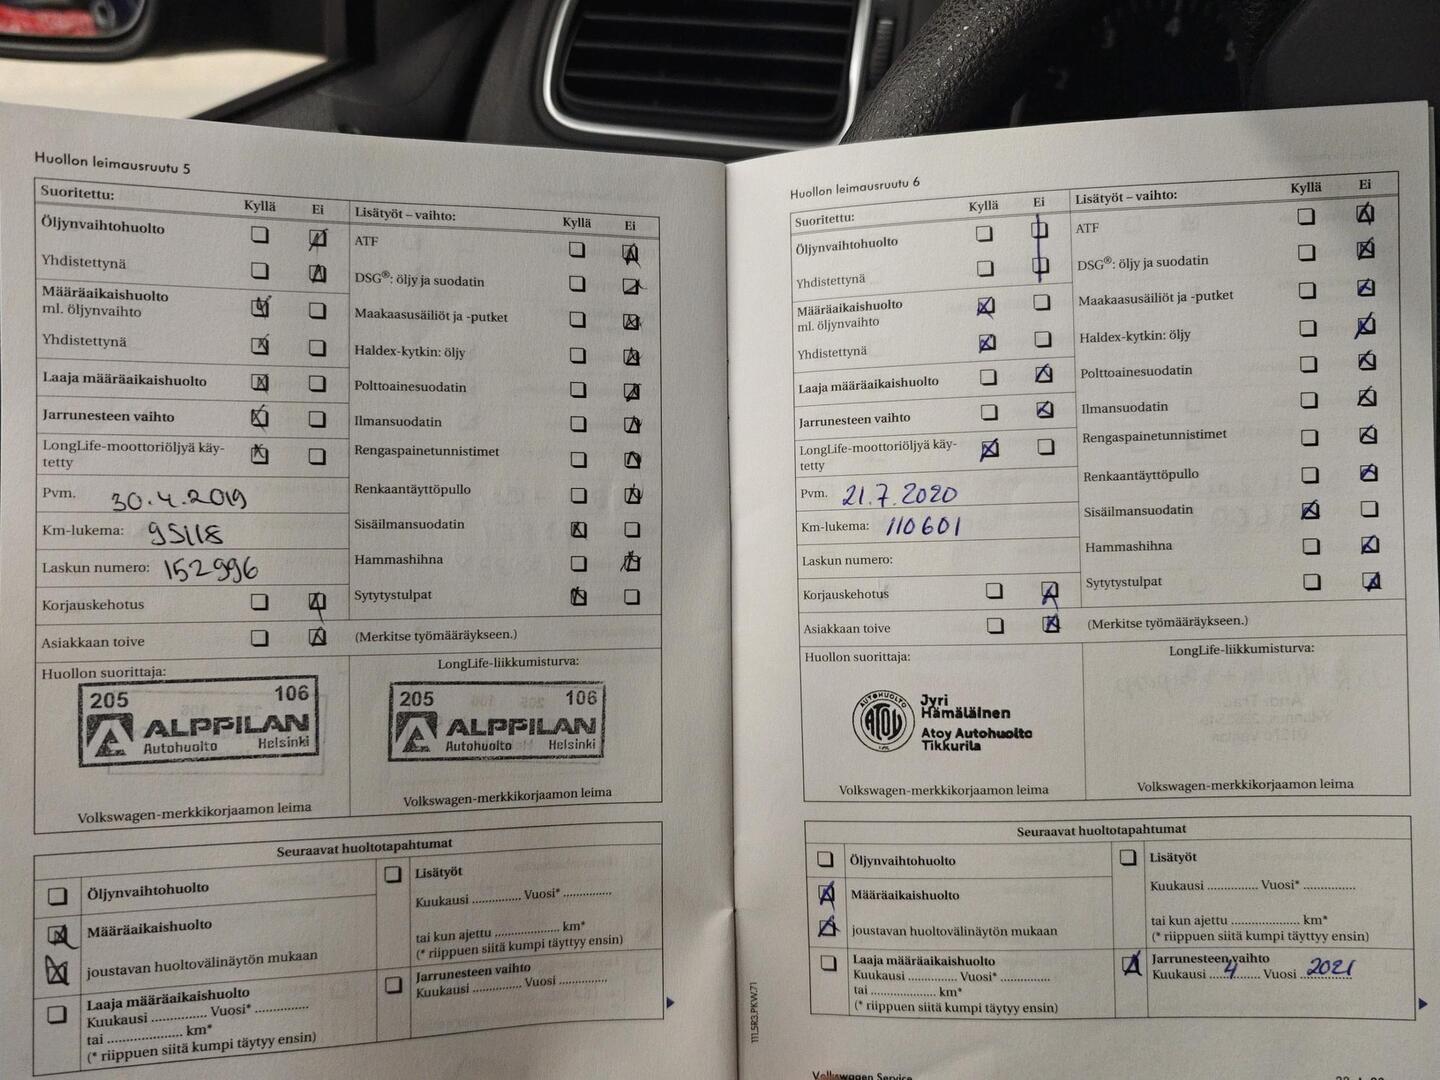 Huollon leimausruutu 5
Suoritettu: Kyllä Ei
Öljynvaihtohuolto
Yhdistettynä
Määräaikaishuolto
ml. öljynvaihto
Yhdistettynä
Laaja määräaikaishuolto
Jarrunesteen vaihto
LongLife-moottoriöljyä käy-
tetty
Pvm. 30.4.2019
Km-lukema: 95118
Laskun numero: 152996
Korjauskehotus
Asiakkaan toive
Lisätyöt – vaihto: Kyllä Ei
ATF
DSG®: öljy ja suodatin
Maakaasusäiliöt ja -putket
Haldex-kytkin: öljy
Polttoainesuodatin
Ilmansuodatin
Rengaspainetunnistimet
Renkaantäyttöpullo
Sisäilmansuodatin
Hammashihna
Sytytystulpat
(Merkitse työmääräykseen.)
Huollon suorittaja:
205 106
ALPPILAN
Autohuolto Helsinki
Volkswagen-merkkikorjaamon leima
LongLife-liikkumisturva:
205 106
ALPPILAN
Autohuolto Helsinki
Volkswagen-merkkikorjaamon leima
Seuraavat huoltotapahtumat
Öljynvaihtohuolto
Määräaikaishuolto
joustavan huoltovälinäytön mukaan
Laaja määräaikaishuolto
Kuukausi .............. Vuosi* ..............
tai ...................... km*
(* riippuen siitä kumpi täytyy ensin)
Lisätyöt
Kuukausi ............. Vuosi* .............
tai kun ajettu .................. km*
(* riippuen siitä kumpi täytyy ensin)
Jarrunesteen vaihto
Kuukausi ............. Vuosi .............
Huollon leimausruutu 6
Suoritettu: Kyllä Ei
Öljynvaihtohuolto
Yhdistettynä
Määräaikaishuolto
ml. öljynvaihto
Yhdistettynä
Laaja määräaikaishuolto
Jarrunesteen vaihto
LongLife-moottoriöljyä käy-
tetty
Pvm. 21.7.2020
Km-lukema: 110601
Laskun numero:
Korjauskehotus
Asiakkaan toive
Lisätyöt – vaihto: Kyllä Ei
ATF
DSG®: öljy ja suodatin
Maakaasusäiliöt ja -putket
Haldex-kytkin: öljy
Polttoainesuodatin
Ilmansuodatin
Rengaspainetunnistimet
Renkaantäyttöpullo
Sisäilmansuodatin
Hammashihna
Sytytystulpat
(Merkitse työmääräykseen.)
Huollon suorittaja:
AUTOHUOLTO
ATOY
Jyri
Hämäläinen
Atoy Autohuolto
Tikkurila
Volkswagen-merkkikorjaamon leima
LongLife-liikkumisturva:
Volkswagen-merkkikorjaamon leima
Seuraavat huoltotapahtumat
Öljynvaihtohuolto
Määräaikaishuolto
joustavan huoltovälinäytön mukaan
Laaja määräaikaishuolto
Kuukausi ............. Vuosi* .............
tai .................... km*
(* riippuen siitä kumpi täytyy ensin)
Lisätyöt
Kuukausi ............. Vuosi* .............
tai kun ajettu .................. km*
(* riippuen siitä kumpi täytyy ensin)
Jarrunesteen vaihto
Kuukausi ....4.... Vuosi 2021
111.5R3.PKW.71
Volkswagen Service